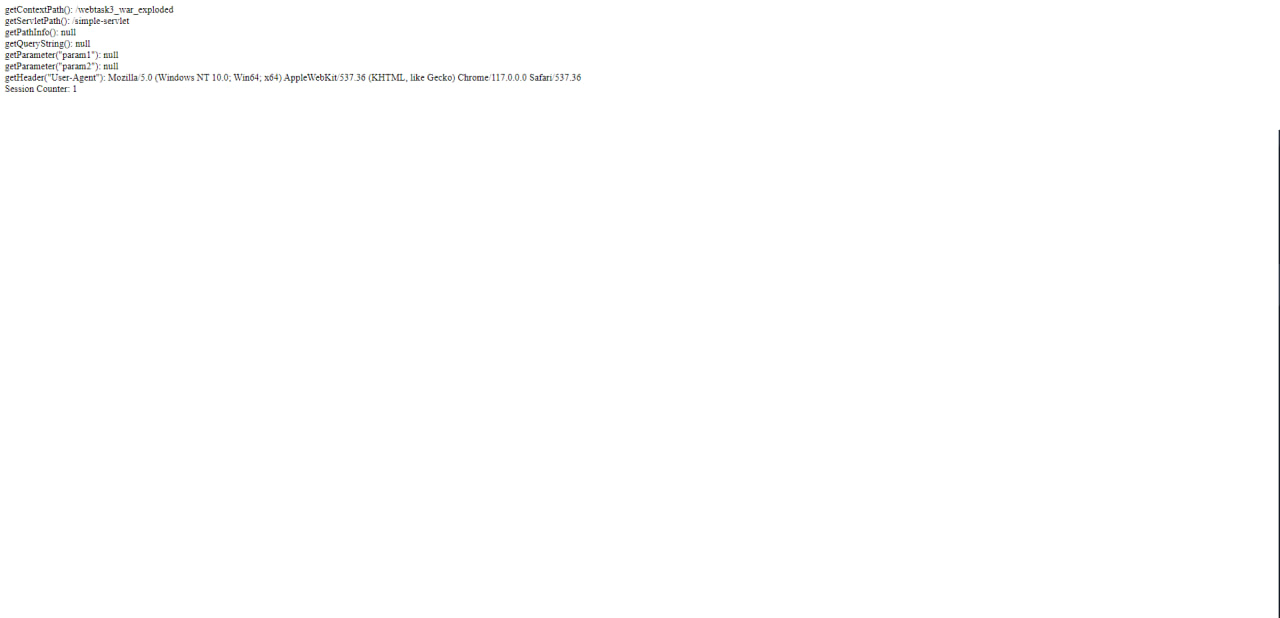 getContextPath(): /webtask3_war_exploded
getServletPath(): /simple-servlet
getPathInfo(): null
getQueryString(): null
getParameter("param1"): null
getParameter("param2"): null
getHeader("User-Agent"): Mozilla/5.0 (Windows NT 10.0; Win64; x64) AppleWebKit/537.36 (KHTML, like Gecko) Chrome/117.0.0.0 Safari/537.36
Session Counter: 1